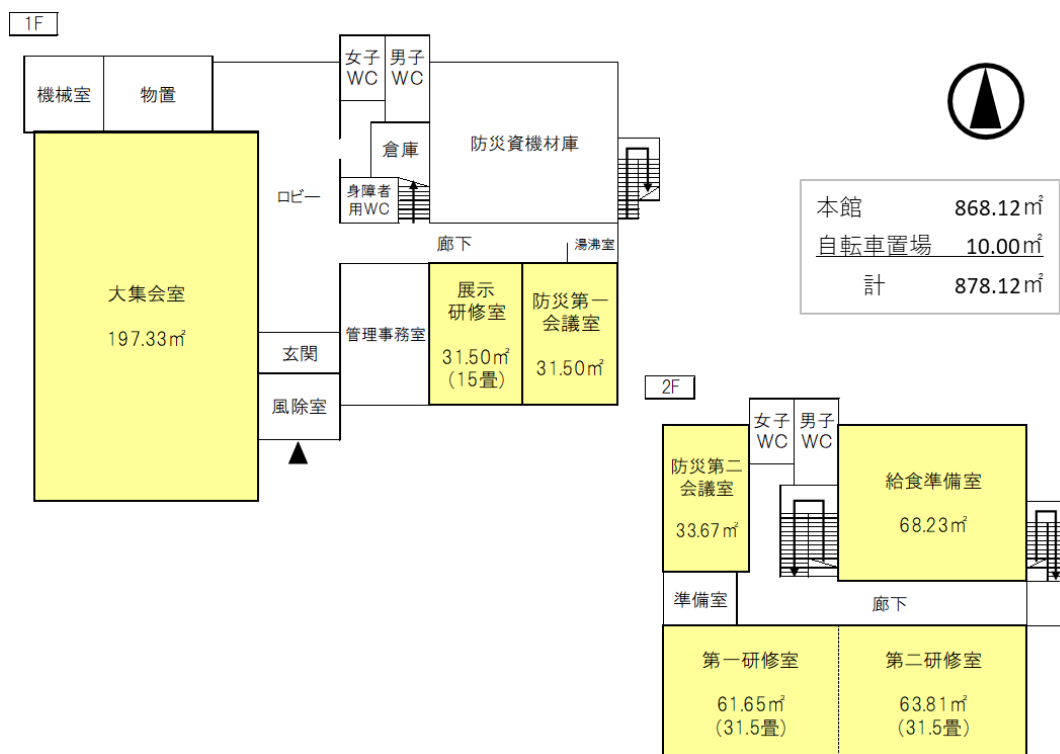 1F
女子
WC
男子
WC
機械室
物置
倉庫
防災資機材庫
ロビー
身障者
用WC
廊下
湯沸室
大集会室
197.33㎡
管理事務室
展示
研修室
31.50㎡
(15畳)
防災第一
会議室
31.50㎡
玄関
風除室
本館 868.12㎡
自転車置場 10.00㎡
計 878.12㎡
2F
女子
WC
男子
WC
防災第二
会議室
33.67㎡
給食準備室
68.23㎡
準備室
廊下
第一研修室
61.65㎡
(31.5畳)
第二研修室
63.81㎡
(31.5畳)